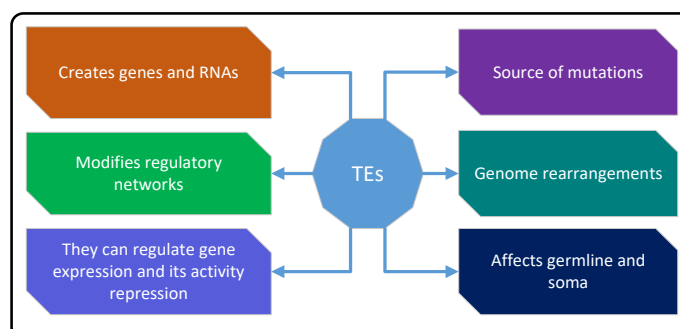 Creates genes and RNAs
Source of mutations
Modifies regulatory
networks
TEs
Genome rearrangements
They can regulate gene
expression and its activity
repression
Affects germline and
soma